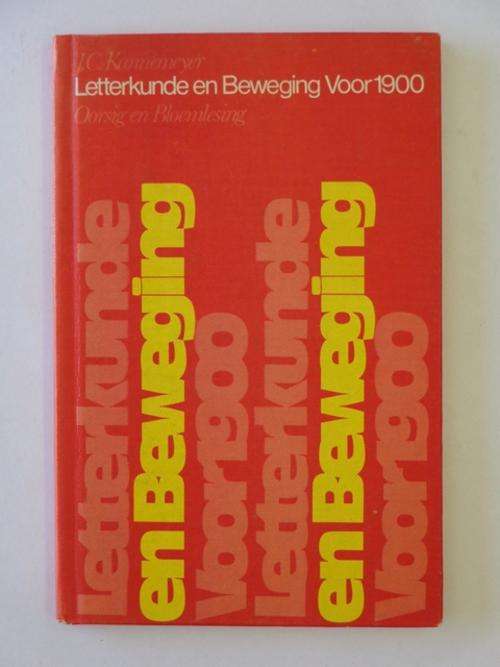 J.C. Kannemeyer
Letterkunde en Beweging Voor 1900
Oorsig en Bloemlesing
Letterkunde
en Beweging
Voor 1900
Letterkunde
en Beweging
Voor 1900